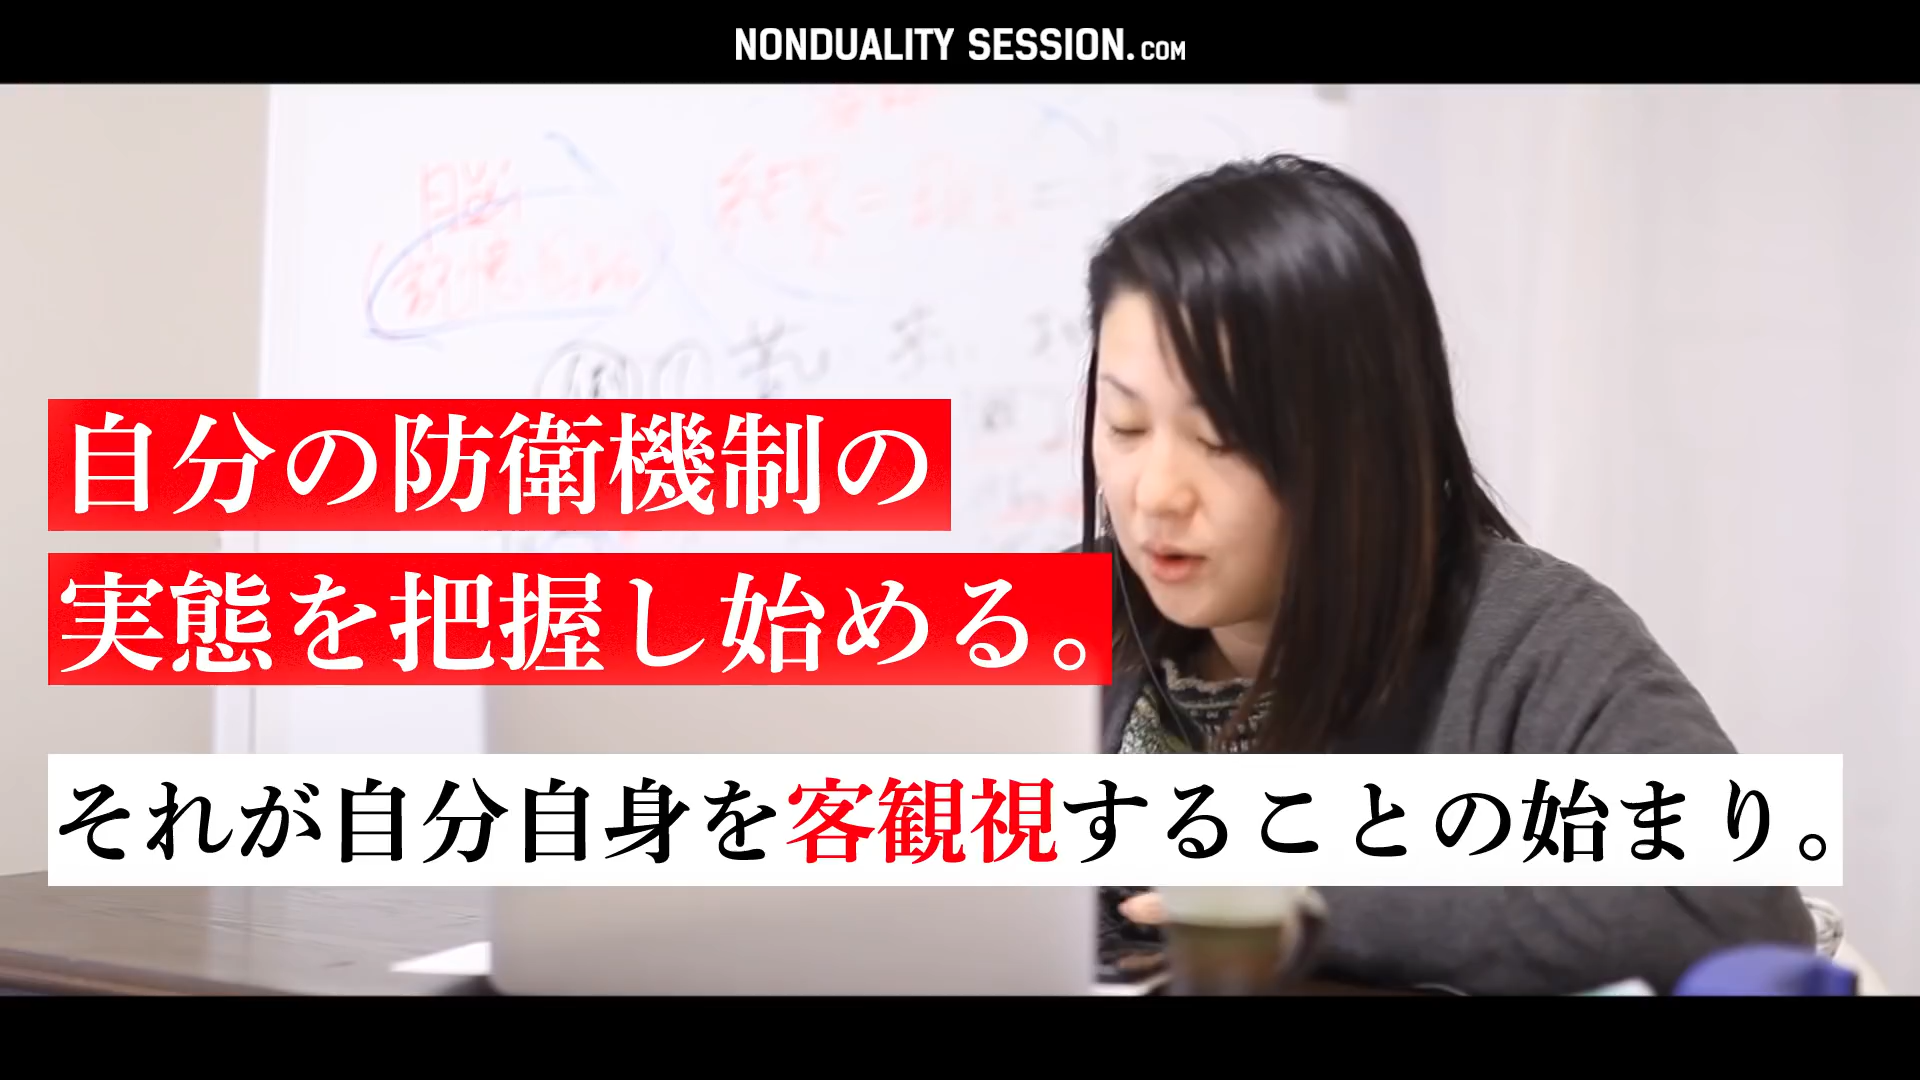 NONDUALITY SESSION.COM
脳
自分の防衛機制の
実態を把握し始める。
それが自分自身を客観視することの始まり。